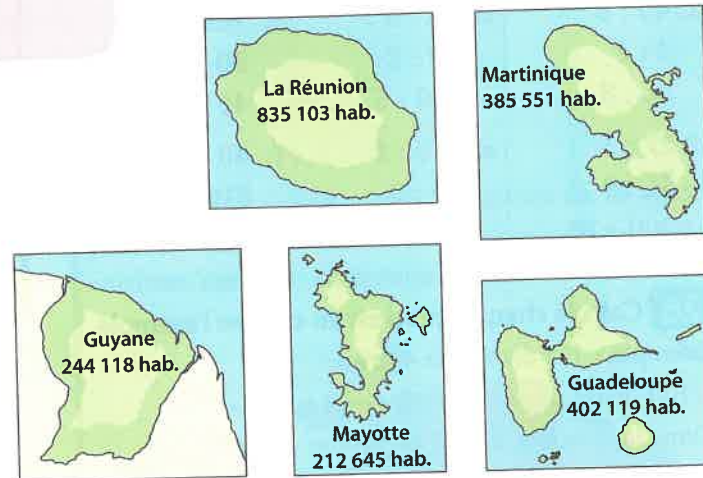 La Réunion
835 103 hab.
Martinique
385 551 hab.
Guyane
244 118 hab.
Mayotte
212 645 hab.
Guadeloupe
402 119 hab.